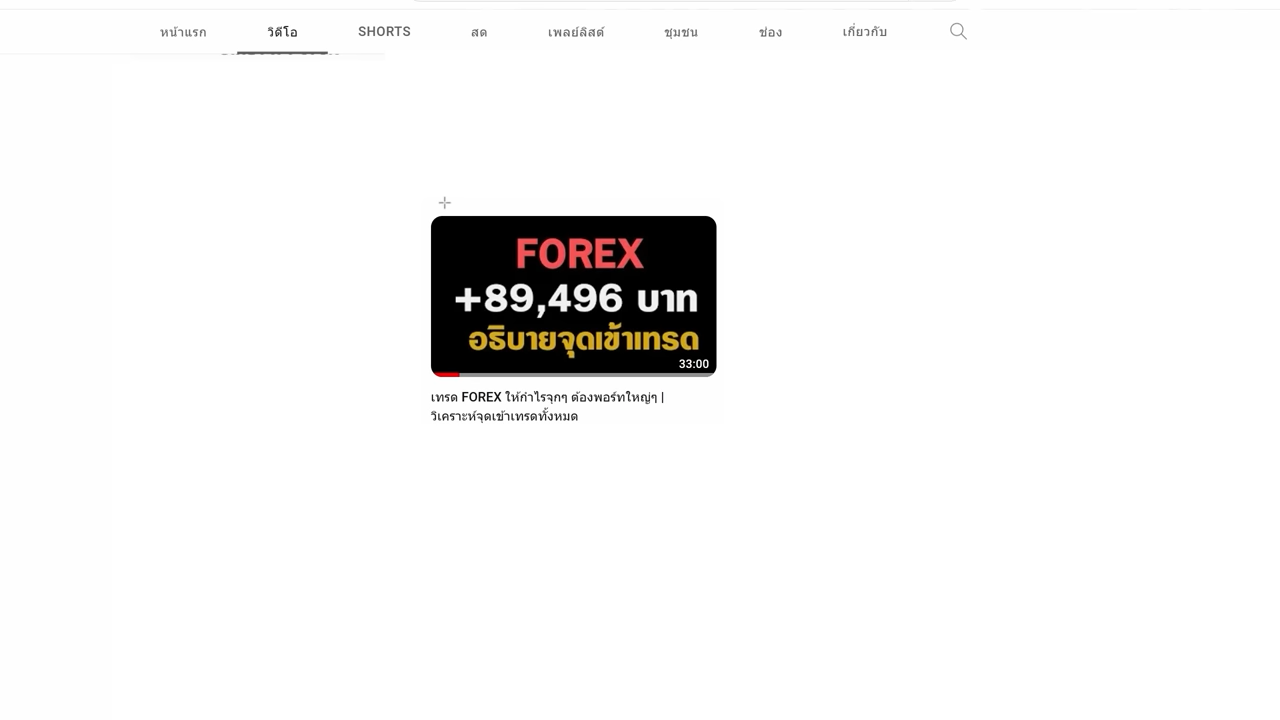 หน้าแรก วิดีโอ SHORTS สด เพลย์ลิสต์ ชุมชน ช่อง เกี่ยวกับ
FOREX
+89,496 บาท
อธิบายจุดเข้าเทรด
33:00
เทรด FOREX ให้กำไรจุกๆ ต้องพอร์ทใหญ่ๆ |
วิเคราะห์จุดเข้าเทรดทั้งหมด